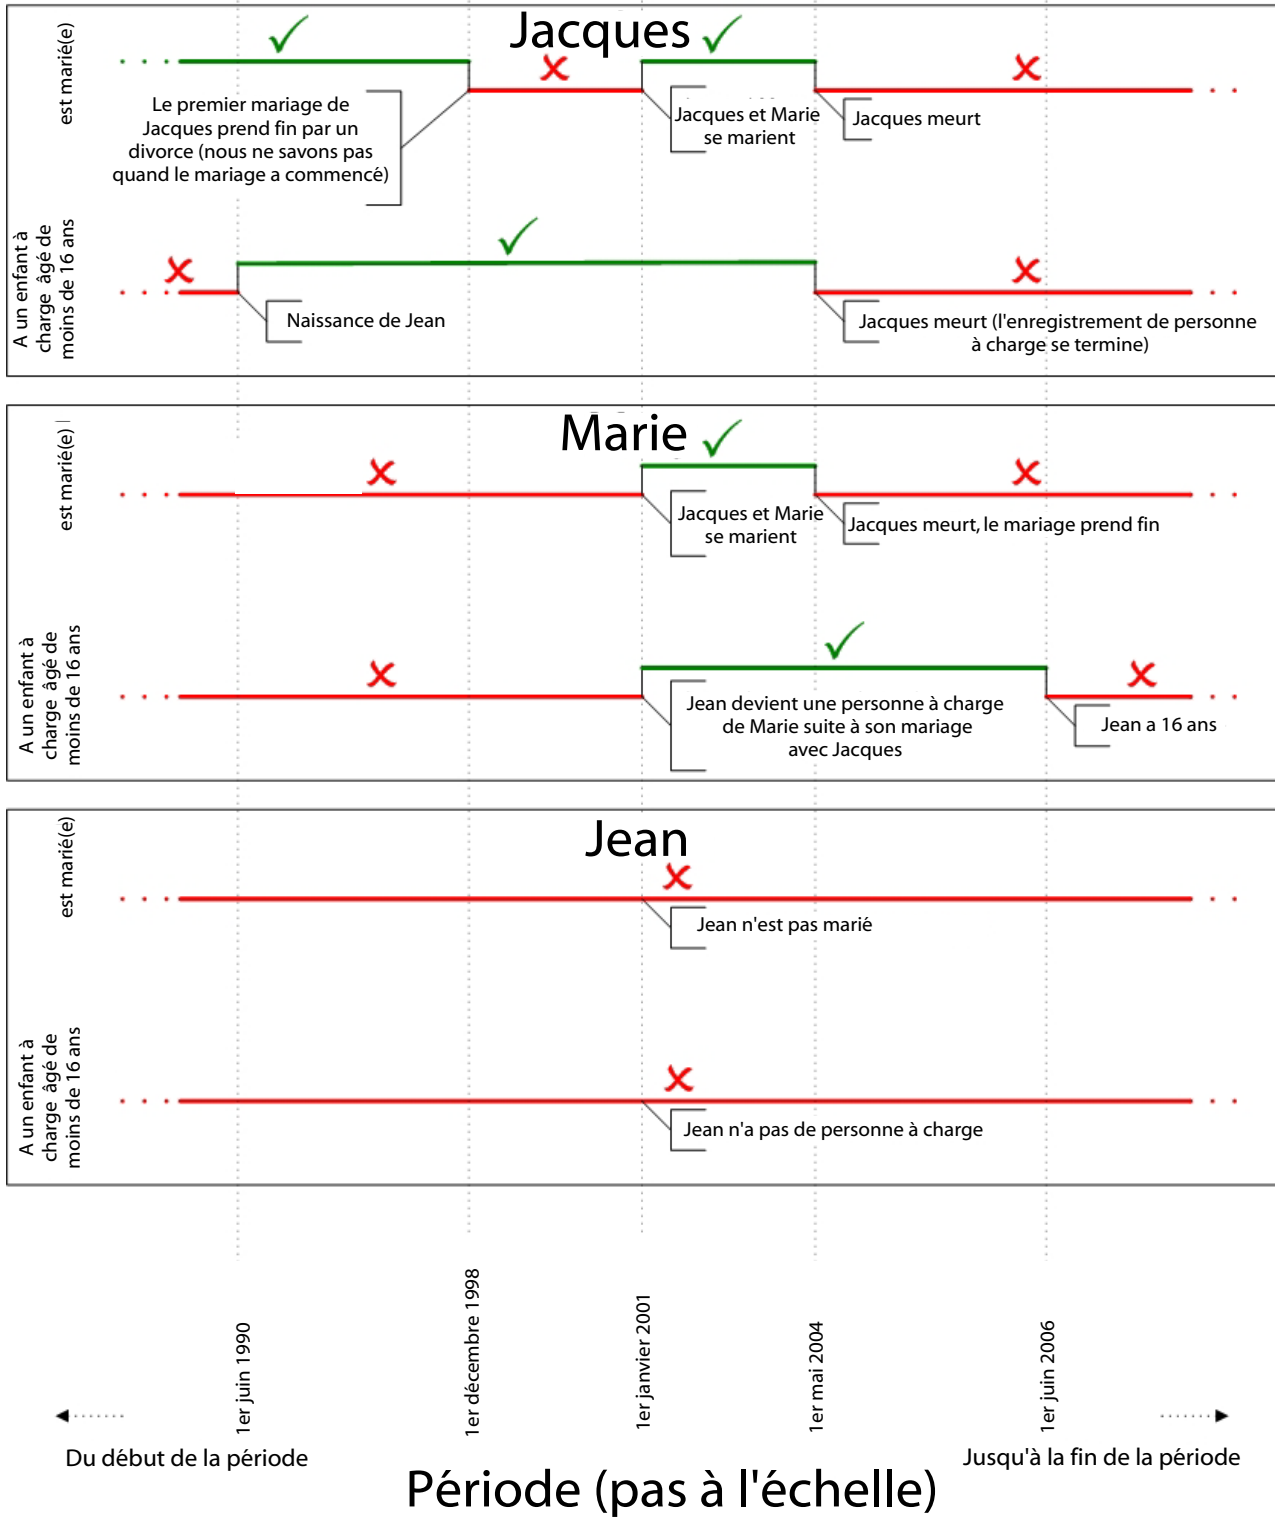 Jacques
est marié(e)
Le premier mariage de
Jacques prend fin par un
divorce (nous ne savons pas
quand le mariage a commencé)
Jacques et Marie
se marient
Jacques meurt
A un enfant à
charge âgé de
moins de 16 ans
Naissance de Jean
Jacques meurt (l'enregistrement de personne
à charge se termine)
Marie
est marié(e)
Jacques et Marie
se marient
Jacques meurt, le mariage prend fin
A un enfant à
charge âgé de
moins de 16 ans
Jean devient une personne à charge
de Marie suite à son mariage
avec Jacques
Jean a 16 ans
Jean
est marié(e)
Jean n'est pas marié
A un enfant à
charge âgé de
moins de 16 ans
Jean n'a pas de personne à charge
1er juin 1990
1er décembre 1998
1er janvier 2001
1er mai 2004
1er juin 2006
Du début de la période
Jusqu'à la fin de la période
Période (pas à l'échelle)